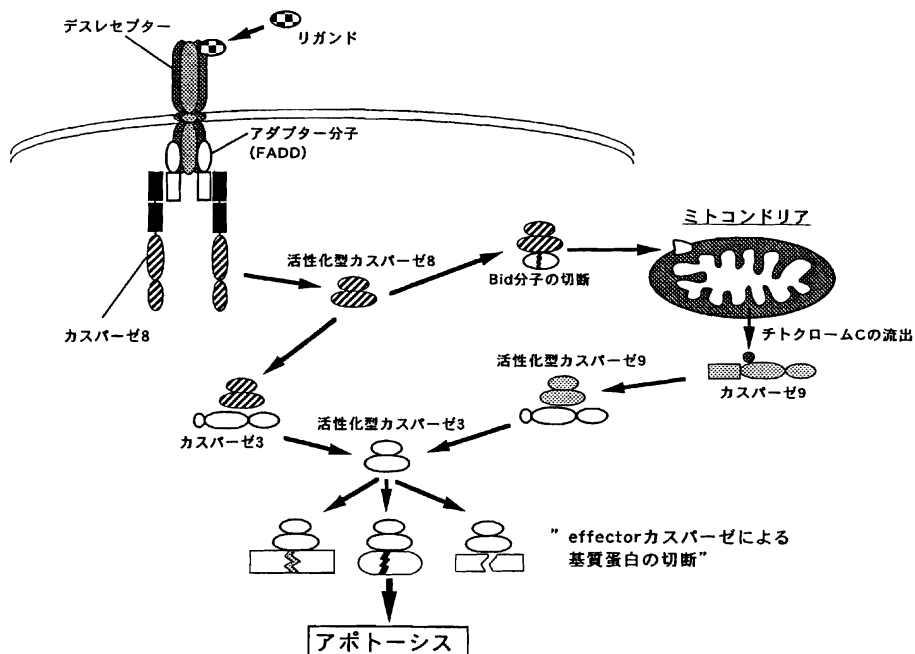 デスレセプター
リガンド
アダプター分子
(FADD)
ミトコンドリア
活性化型カスパーゼ8
Bid分子の切断
カスパーゼ8
チトクロームCの流出
活性化型カスパーゼ9
カスパーゼ9
カスパーゼ3
活性化型カスパーゼ3
" effectorカスパーゼによる
基質蛋白の切断"
アポトーシス